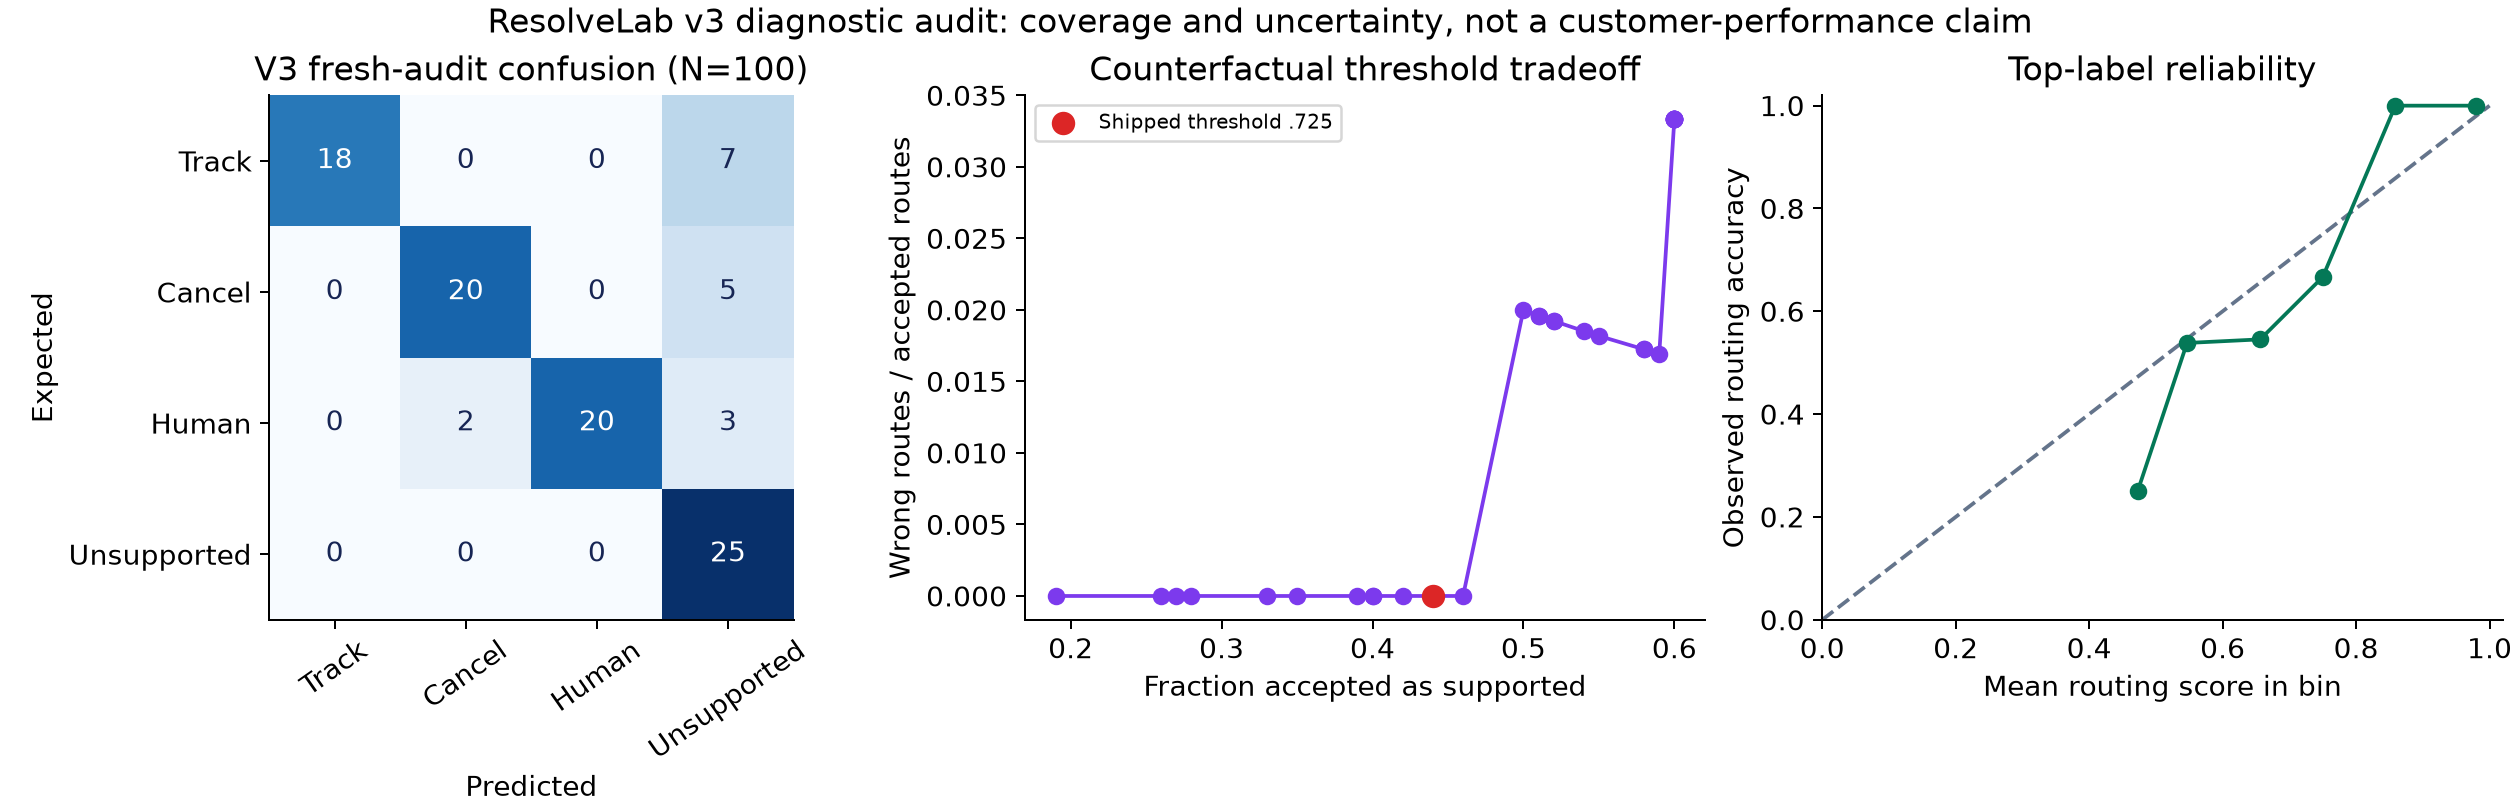 ResolveLab v3 diagnostic audit: coverage and uncertainty, not a customer-performance claim
V3 fresh-audit confusion (N=100)
Expected
Track
Cancel
Human
Unsupported
18 0 0 7
0 20 0 5
0 2 20 3
0 0 0 25
Track Cancel Human Unsupported
Predicted
Counterfactual threshold tradeoff
Wrong routes / accepted routes
0.035
0.030
0.025
0.020
0.015
0.010
0.005
0.000
Shipped threshold .725
0.2 0.3 0.4 0.5 0.6
Fraction accepted as supported
Top-label reliability
Observed routing accuracy
1.0
0.8
0.6
0.4
0.2
0.0
0.0 0.2 0.4 0.6 0.8 1.0
Mean routing score in bin